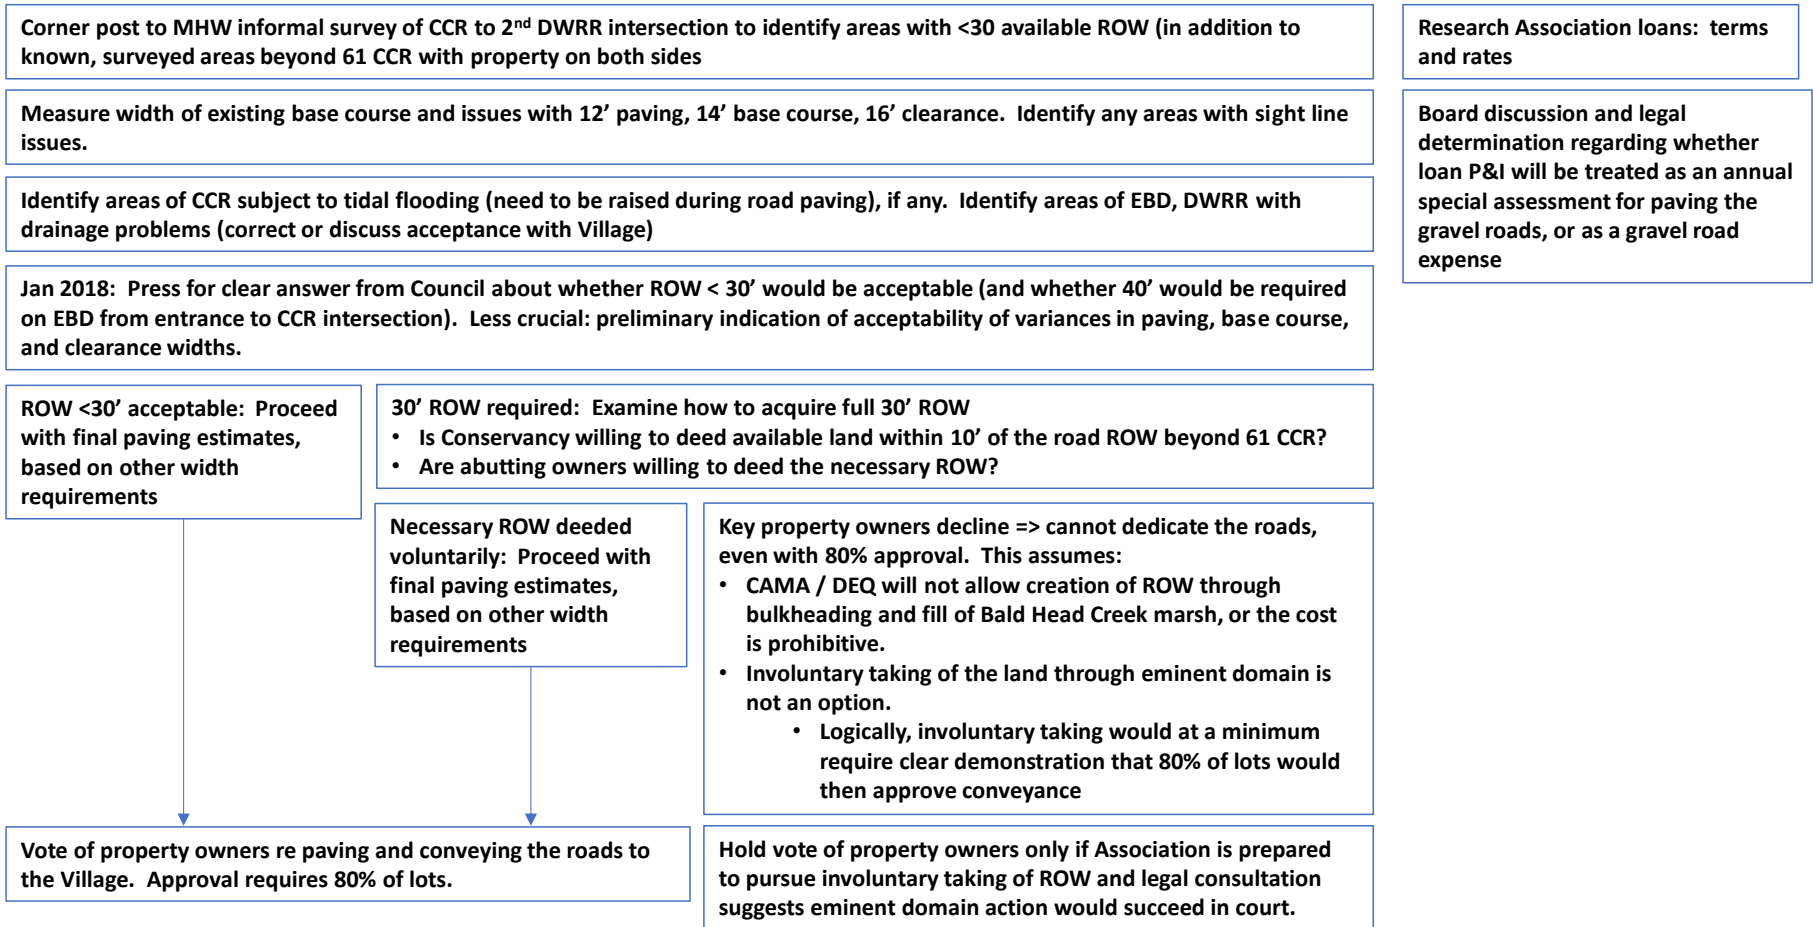 Corner post to MHW informal survey of CCR to 2nd DWRR intersection to identify areas with <30 available ROW (in addition to
known, surveyed areas beyond 61 CCR with property on both sides
Measure width of existing base course and issues with 12’ paving, 14’ base course, 16’ clearance.  Identify any areas with sight line
issues.
Identify areas of CCR subject to tidal flooding (need to be raised during road paving), if any.  Identify areas of EBD, DWRR with
drainage problems (correct or discuss acceptance with Village)
Jan 2018:  Press for clear answer from Council about whether ROW < 30’ would be acceptable (and whether 40’ would be required
on EBD from entrance to CCR intersection).  Less crucial: preliminary indication of acceptability of variances in paving, base course,
and clearance widths.
ROW <30’ acceptable:  Proceed
with final paving estimates,
based on other width
requirements
30’ ROW required:  Examine how to acquire full 30’ ROW
• Is Conservancy willing to deed available land within 10’ of the road ROW beyond 61 CCR?
• Are abutting owners willing to deed the necessary ROW?
Necessary ROW deeded
voluntarily:  Proceed with
final paving estimates,
based on other width
requirements
Key property owners decline => cannot dedicate the roads,
even with 80% approval.  This assumes:
• CAMA / DEQ will not allow creation of ROW through
bulkheading and fill of Bald Head Creek marsh, or the cost
is prohibitive.
• Involuntary taking of the land through eminent domain is
not an option.
• Logically, involuntary taking would at a minimum
require clear demonstration that 80% of lots would
then approve conveyance
Vote of property owners re paving and conveying the roads to
the Village.  Approval requires 80% of lots.
Hold vote of property owners only if Association is prepared
to pursue involuntary taking of ROW and legal consultation
suggests eminent domain action would succeed in court.
Research Association loans:  terms
and rates
Board discussion and legal
determination regarding whether
loan P&I will be treated as an annual
special assessment for paving the
gravel roads, or as a gravel road
expense